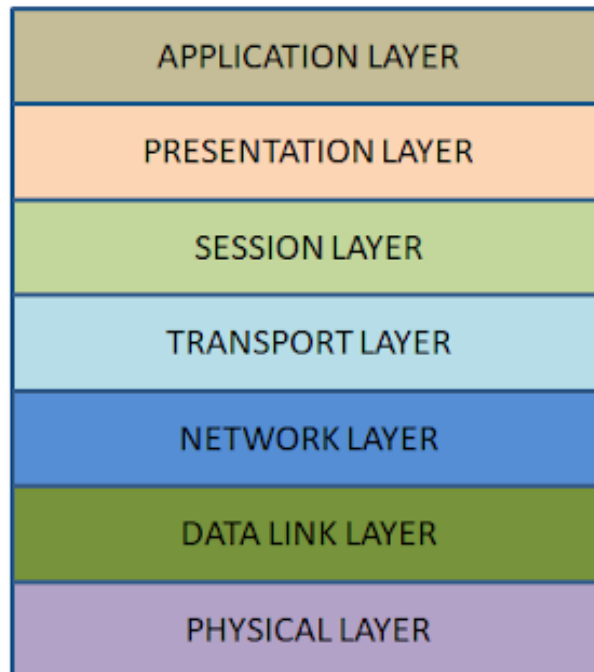 APPLICATION LAYER
PRESENTATION LAYER
SESSION LAYER
TRANSPORT LAYER
NETWORK LAYER
DATA LINK LAYER
PHYSICAL LAYER